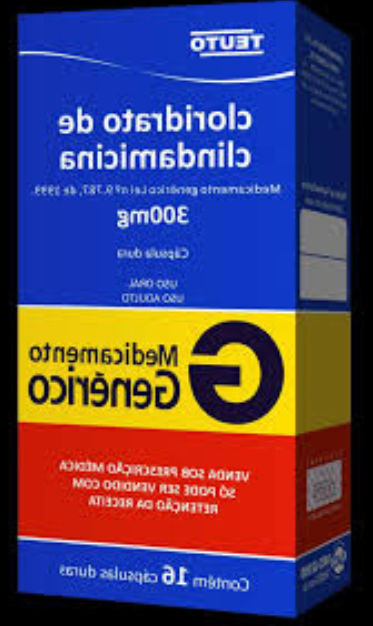 TEUTO
cloridrato de
clindamicina
Medicamento genérico Lei nº 9.787, de 1999.
300mg
Cápsula dura
USO ORAL
USO ADULTO
G Medicamento
Genérico
VENDA SOB PRESCRIÇÃO MÉDICA
SÓ PODE SER VENDIDO COM
RETENÇÃO DA RECEITA
Contém 16 cápsulas duras